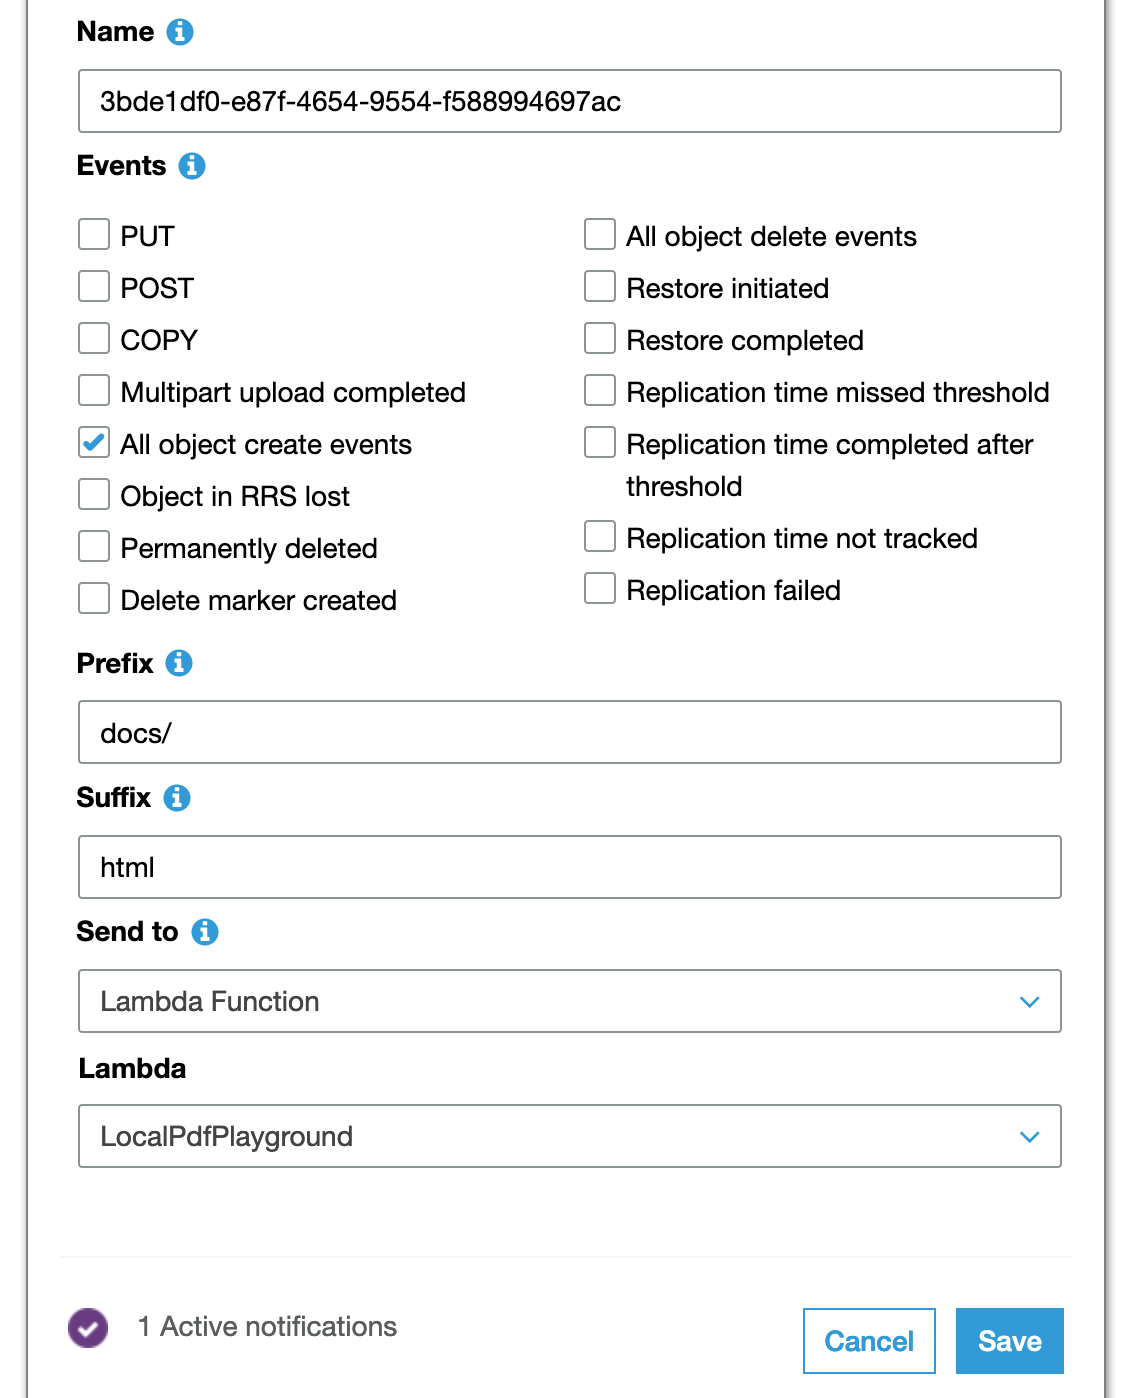 Name
3bde1df0-e87f-4654-9554-f588994697ac
Events
PUT
POST
COPY
Multipart upload completed
All object create events
Object in RRS lost
Permanently deleted
Delete marker created
All object delete events
Restore initiated
Restore completed
Replication time missed threshold
Replication time completed after
threshold
Replication time not tracked
Replication failed
Prefix
docs/
Suffix
html
Send to
Lambda Function
Lambda
LocalPdfPlayground
1 Active notifications
Cancel
Save